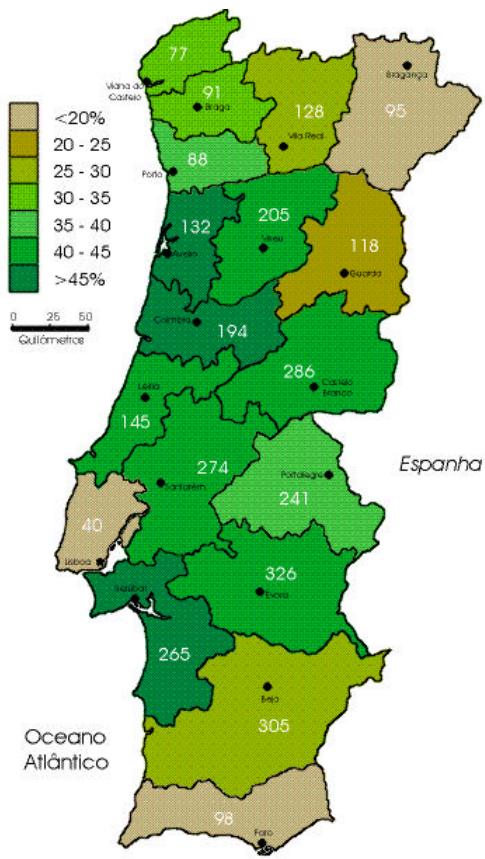 77
Viana do
Castelo
91
Braga
128
Vila Real
Bragança
95
<20%
20 - 25
25 - 30
30 - 35
35 - 40
40 - 45
>45%
0 25 50
Quilómetros
88
Porto
132
Aveiro
205
Viseu
118
Guarda
Coimbra
194
286
Castelo
Branco
Leiria
145
274
Santarém
Portalegre
241
Espanha
40
Lisboa
Setúbal
326
Évora
265
Beja
305
Oceano
Atlântico
98
Faro